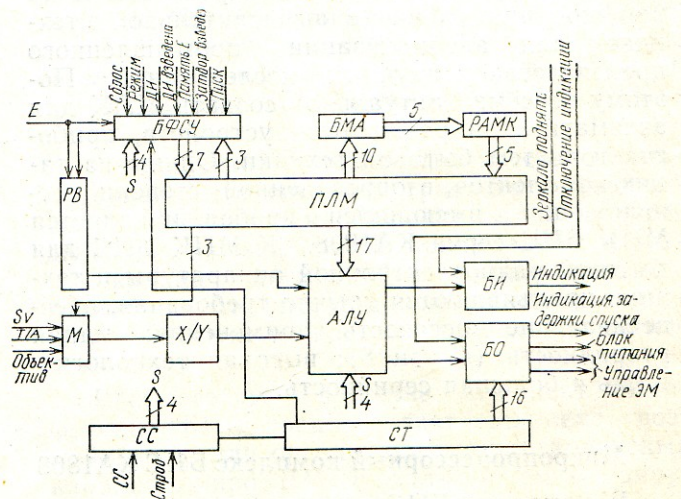 Сброс
Режим
ДН
ДН взведена
Память E
Затвор взведен
Пуск
E
БФСУ
4
S
7
3
5
БМА
РАМК
10
5
Зеркало поднять
Отключение индикации
РВ
ПЛМ
3
17
Sv
T/A
Объектив
М
X/Y
АЛУ
БИ
Индикация
Индикация задержки спуска
БО
Блок питания
Управление ЭМ
S
4
S
4
16
СС
СТ
СС
Строб